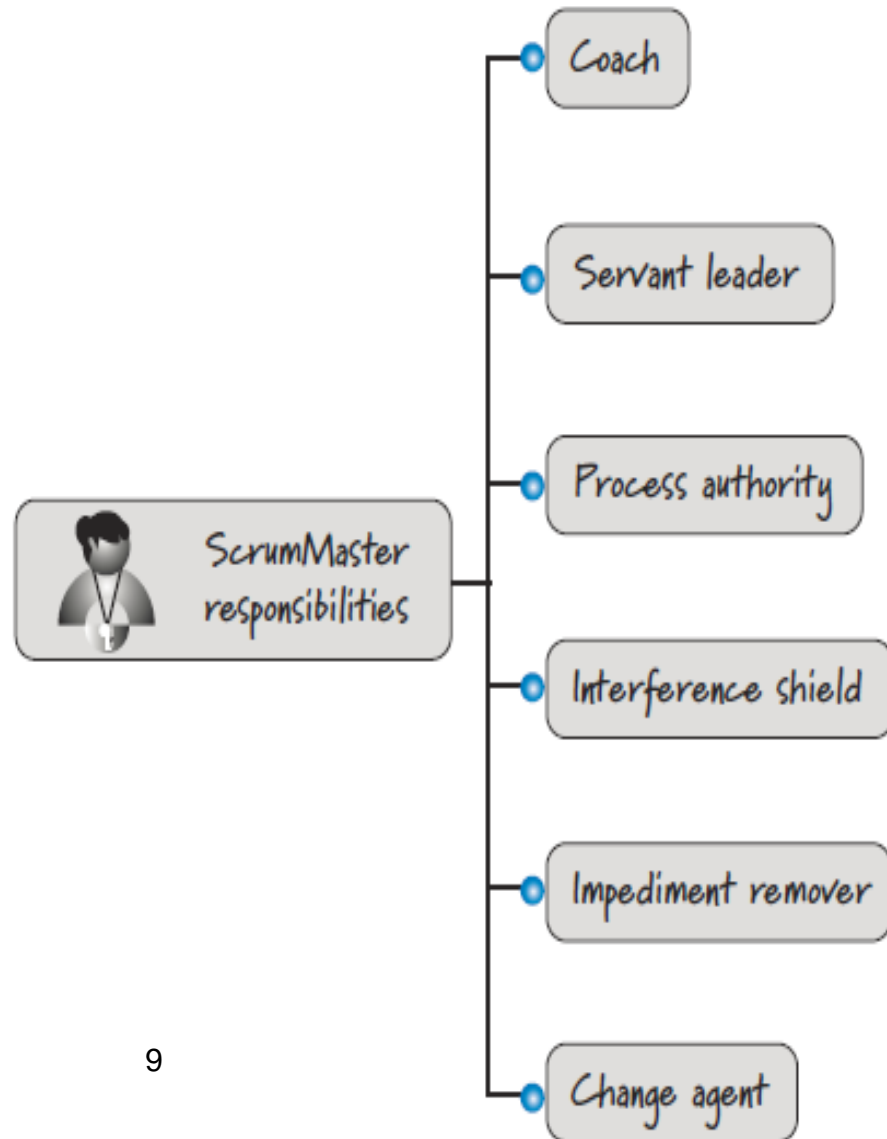 Coach
Servant leader
Process authority
ScrumMaster
responsibilities
Interference shield
Impediment remover
Change agent
9